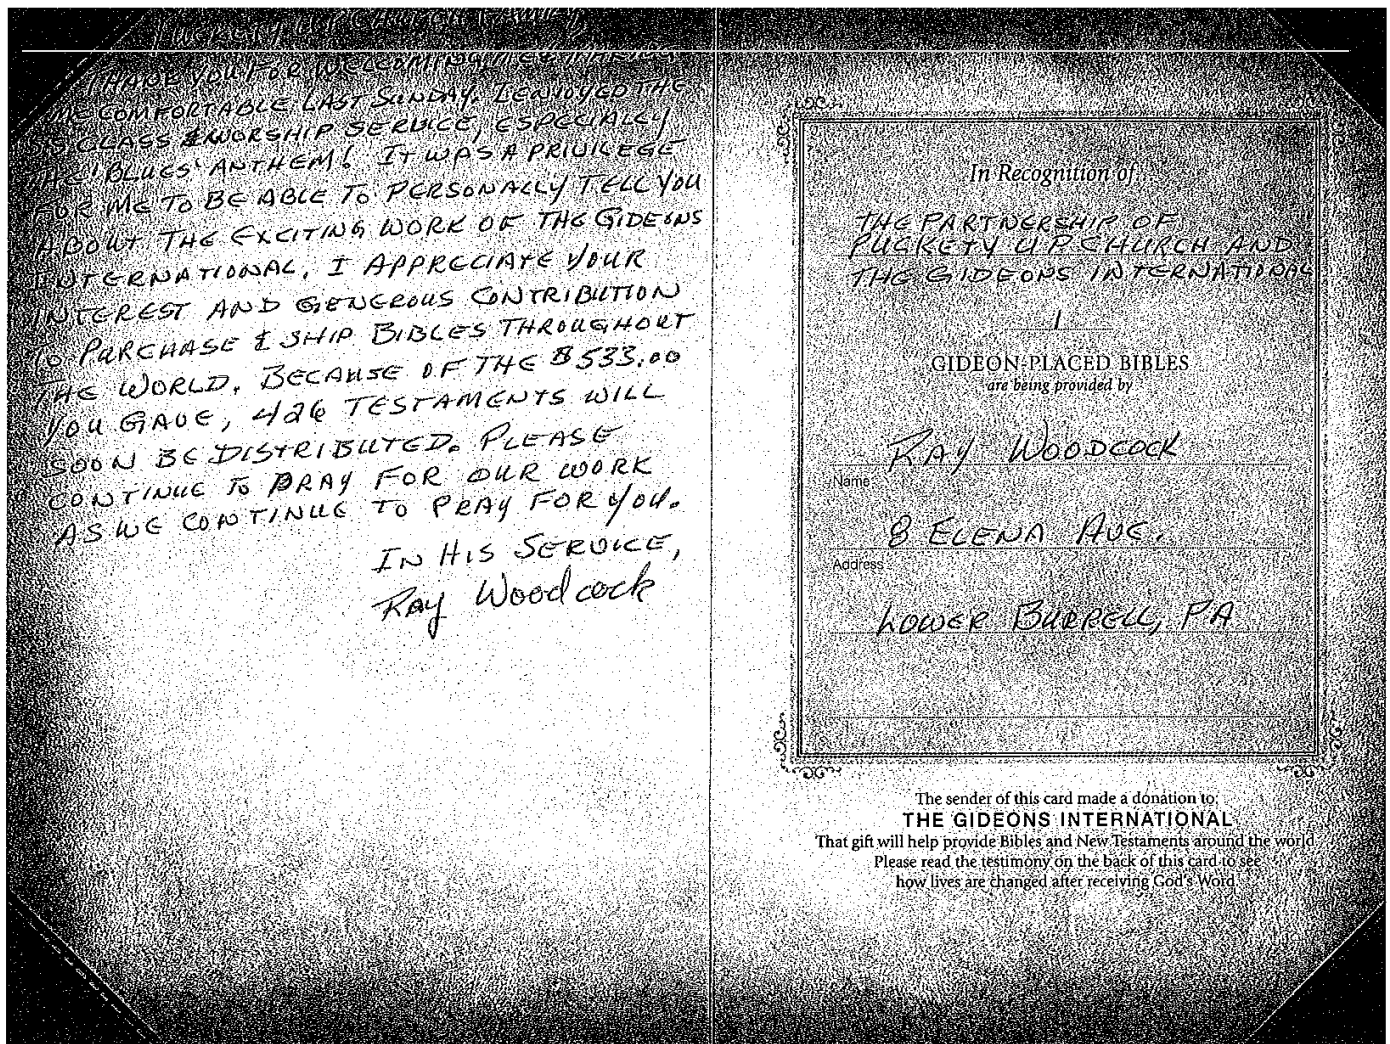 PUCKETY UP CHURCH FAMILY,
THANK YOU FOR WELCOMING ME & MAKING
ME COMFORTABLE LAST SUNDAY. I ENJOYED THE
SS CLASS & WORSHIP SERVICE, ESPECIALLY
THE 'BLUES' ANTHEM! IT WAS A PRIVILEGE
FOR ME TO BE ABLE TO PERSONALLY TELL YOU
ABOUT THE EXCITING WORK OF THE GIDEONS
INTERNATIONAL. I APPRECIATE YOUR
INTEREST AND GENEROUS CONTRIBUTION
TO PURCHASE & SHIP BIBLES THROUGHOUT
THE WORLD. BECAUSE OF THE $533.00
YOU GAVE, 426 TESTAMENTS WILL
SOON BE DISTRIBUTED. PLEASE
CONTINUE TO PRAY FOR OUR WORK
AS WE CONTINUE TO PRAY FOR YOU.
IN HIS SERVICE,
Ray Woodcock
In Recognition of...
THE PARTNERSHIP OF
PUCKETY UP CHURCH AND
THE GIDEONS INTERNATIONAL
1
GIDEON-PLACED BIBLES
are being provided by
RAY WOODCOCK
Name
8 ELENA AVE.
Address
LOWER BURRELL, PA
The sender of this card made a donation to:
THE GIDEONS INTERNATIONAL
That gift will help provide Bibles and New Testaments around the world.
Please read the testimony on the back of this card to see
how lives are changed after receiving God's Word.